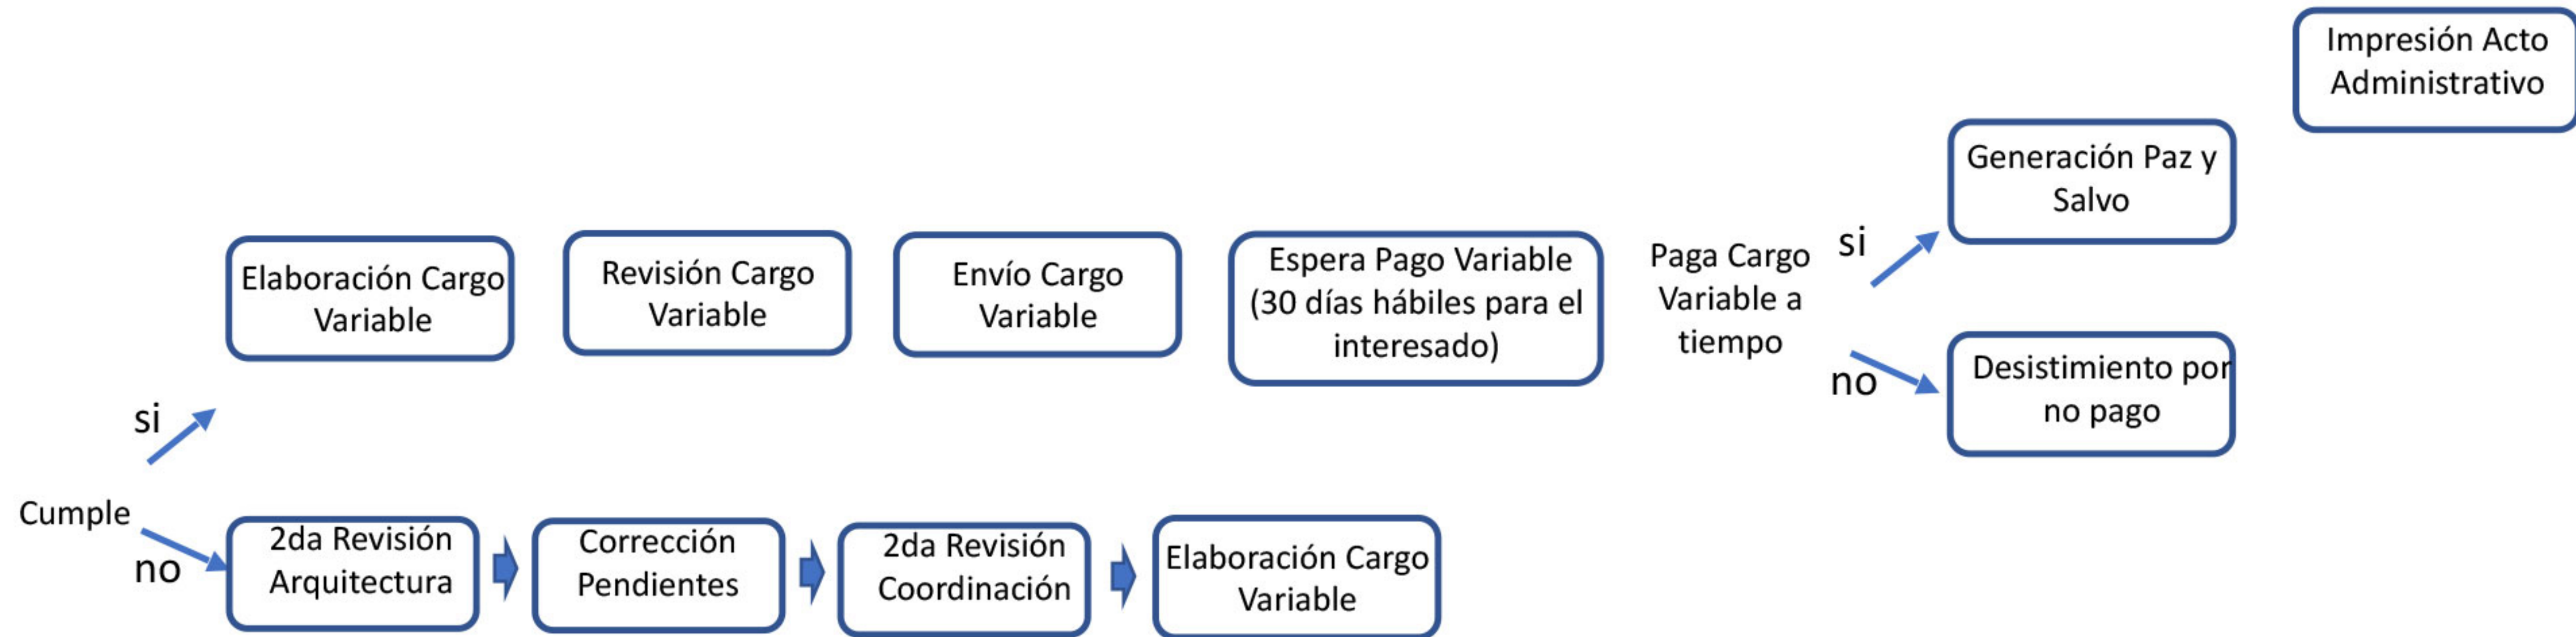 Impresión Acto
Administrativo
Generación Paz y
Salvo
si
Elaboración Cargo
Variable
Revisión Cargo
Variable
Envío Cargo
Variable
Espera Pago Variable
(30 días hábiles para el
interesado)
Paga Cargo
Variable a
tiempo
no
Desistimiento por
no pago
si
Cumple
no
2da Revisión
Arquitectura
Corrección
Pendientes
2da Revisión
Coordinación
Elaboración Cargo
Variable